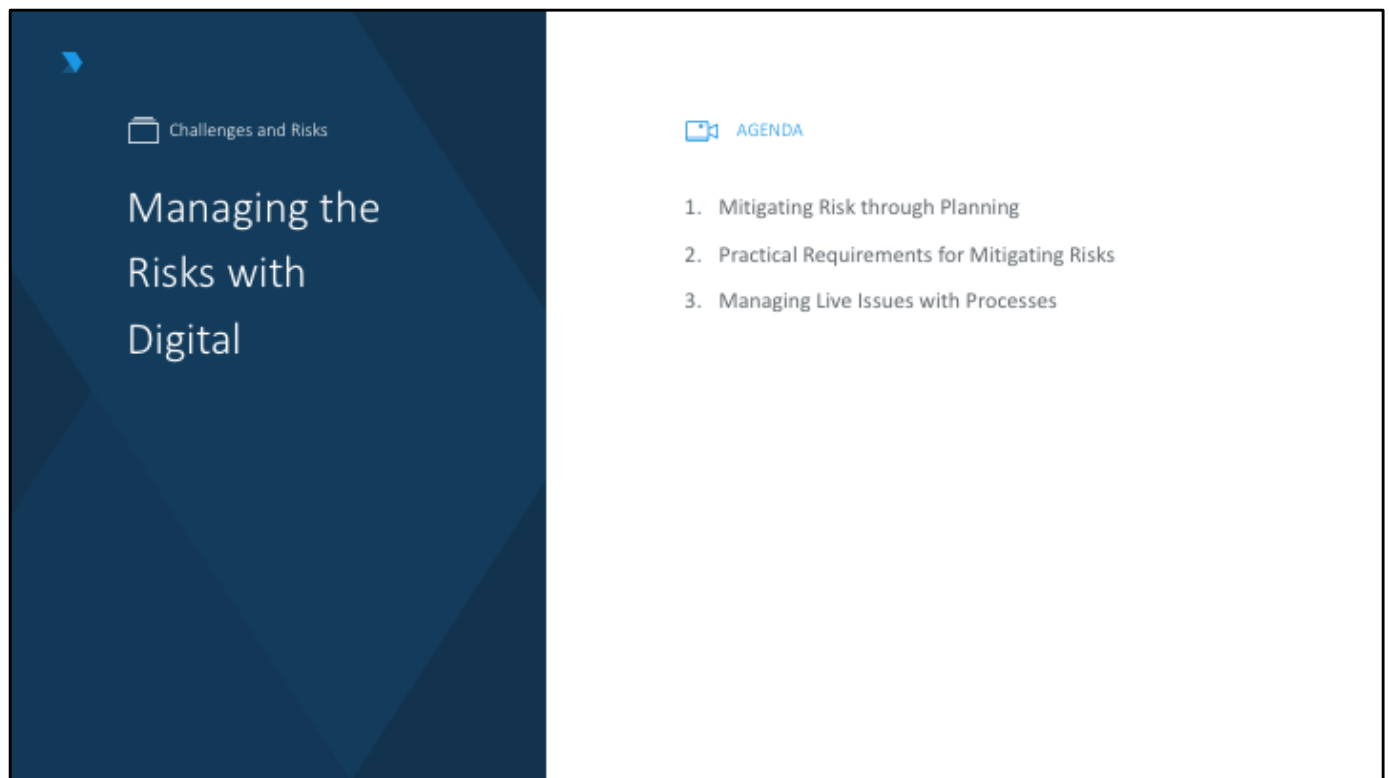 Challenges and Risks
Managing the
Risks with
Digital
AGENDA
1. Mitigating Risk through Planning
2. Practical Requirements for Mitigating Risks
3. Managing Live Issues with Processes